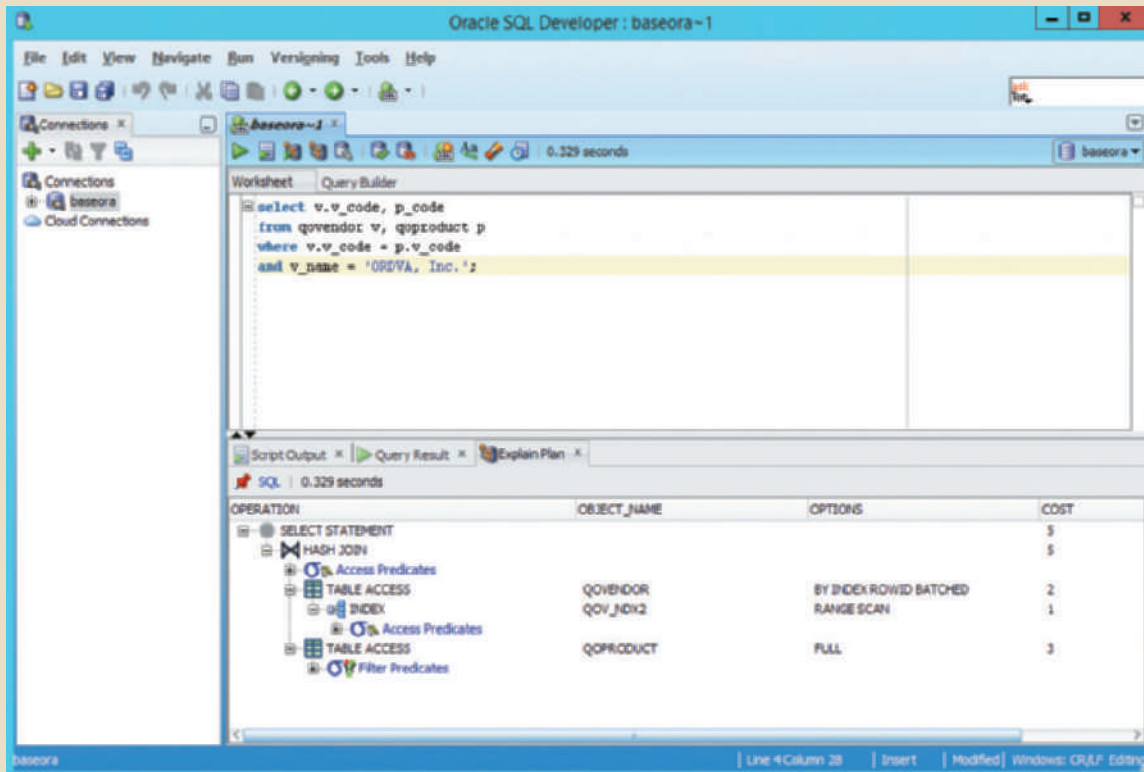 Oracle SQL Developer : baseora~1
File Edit View Navigate Run Versioning Tools Help
Connections
baseora~1
0.329 seconds
baseora
Connections
baseora
Cloud Connections
Worksheet Query Builder
select v.v_code, p_code
from qovendor v, qoproduct p
where v.v_code = p.v_code
and v_name = 'ORDVA, Inc.';
Script Output Query Result Explain Plan
SQL | 0.329 seconds
OPERATION OBJECT_NAME OPTIONS COST
SELECT STATEMENT 5
HASH JOIN 5
Access Predicates
TABLE ACCESS QOVENDOR BY INDEX ROWID BATCHED 2
INDEX QOV_NDX2 RANGE SCAN 1
Access Predicates
TABLE ACCESS QOPRODUCT FULL 3
Filter Predicates
baseora | Line 4 Column 28 | Insert | Modified | Windows: CR/LF Editing